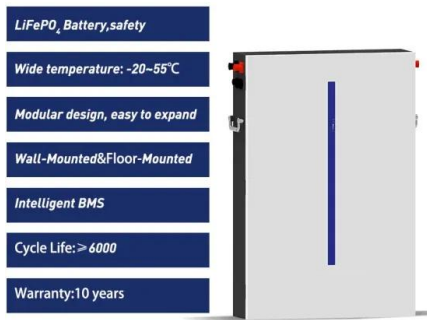 LiFePO₄ Battery,safety
Wide temperature: -20~55℃
Modular design, easy to expand
Wall-Mounted&Floor-Mounted
Intelligent BMS
Cycle Life:≥6000
Warranty:10 years